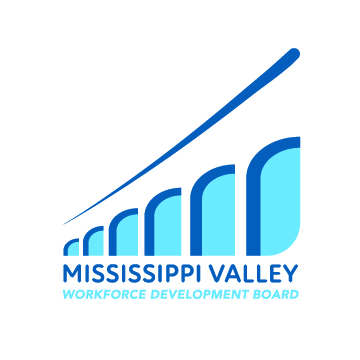 MISSISSIPPI VALLEY
WORKFORCE DEVELOPMENT BOARD